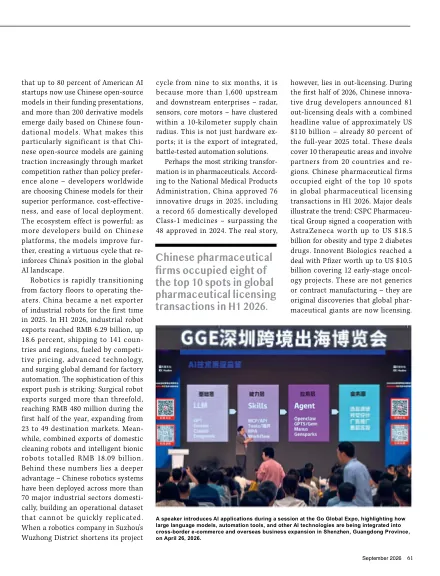 that up to 80 percent of American AI
startups now use Chinese open-source
models in their funding presentations,
and more than 200 derivative models
emerge daily based on Chinese foun-
dational models. What makes this
particularly significant is that Chi-
nese open-source models are gaining
traction increasingly through market
competition rather than policy prefer-
ence alone – developers worldwide
are choosing Chinese models for their
superior performance, cost-effective-
ness, and ease of local deployment.
The ecosystem effect is powerful: as
more developers build on Chinese
platforms, the models improve fur-
ther, creating a virtuous cycle that re-
inforces China's position in the global
AI landscape.
Robotics is rapidly transitioning
from factory floors to operating the-
aters. China became a net exporter
of industrial robots for the first time
in 2025. In H1 2026, industrial robot
exports reached RMB 6.29 billion, up
18.6 percent, shipping to 141 coun-
tries and regions, fueled by competi-
tive pricing, advanced technology,
and surging global demand for factory
automation. The sophistication of this
export push is striking: Surgical robot
exports surged more than threefold,
reaching RMB 480 million during the
first half of the year, expanding from
23 to 49 destination markets. Mean-
while, combined exports of domestic
cleaning robots and intelligent bionic
robots totalled RMB 18.09 billion.
Behind these numbers lies a deeper
advantage – Chinese robotics systems
have been deployed across more than
70 major industrial sectors domesti-
cally, building an operational dataset
that cannot be quickly replicated.
When a robotics company in Suzhou's
Wuzhong District shortens its project
cycle from nine to six months, it is
because more than 1,600 upstream
and downstream enterprises – radar,
sensors, core motors – have clustered
within a 10-kilometer supply chain
radius. This is not just hardware ex-
ports; it is the export of integrated,
battle-tested automation solutions.
Perhaps the most striking transfor-
mation is in pharmaceuticals. Accord-
ing to the National Medical Products
Administration, China approved 76
innovative drugs in 2025, including
a record 65 domestically developed
Class-1 medicines – surpassing the
48 approved in 2024. The real story,
Chinese pharmaceutical
firms occupied eight of
the top 10 spots in global
pharmaceutical licensing
transactions in H1 2026.
however, lies in out-licensing. During
the first half of 2026, Chinese innova-
tive drug developers announced 81
out-licensing deals with a combined
headline value of approximately US
$110 billion – already 80 percent of
the full-year 2025 total. These deals
cover 10 therapeutic areas and involve
partners from 20 countries and re-
gions. Chinese pharmaceutical firms
occupied eight of the top 10 spots
in global pharmaceutical licensing
transactions in H1 2026. Major deals
illustrate the trend: CSPC Pharmaceu-
tical Group signed a cooperation with
AstraZeneca worth up to US $18.5
billion for obesity and type 2 diabetes
drugs. Innovent Biologics reached a
deal with Pfizer worth up to US $10.5
billion covering 12 early-stage oncol-
ogy projects. These are not generics
or contract manufacturing – they are
original discoveries that global phar-
maceutical giants are now licensing.
GGE深圳跨境出海博览会
基础层
LLM
能力层
Skills
应用层
Agent
A speaker introduces AI applications during a session at the Go Global Expo, highlighting how
large language models, automation tools, and other AI technologies are being integrated into
cross-border e-commerce and overseas business expansion in Shenzhen, Guangdong Province,
on April 26, 2026.
September 2026 61